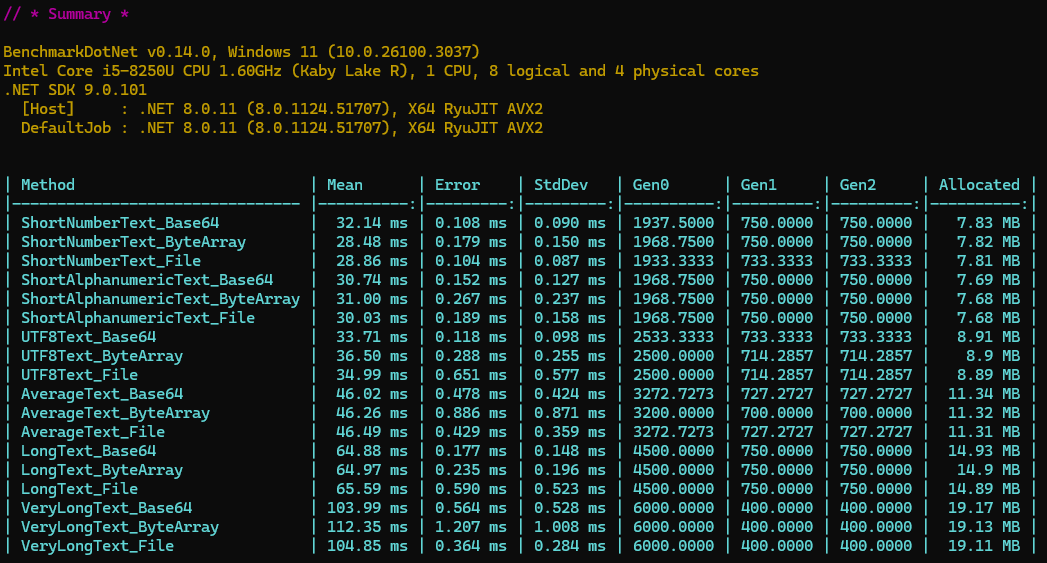 // * Summary *
BenchmarkDotNet v0.14.0, Windows 11 (10.0.26100.3037)
Intel Core i5-8250U CPU 1.60GHz (Kaby Lake R), 1 CPU, 8 logical and 4 physical cores
.NET SDK 9.0.101
  [Host]     : .NET 8.0.11 (8.0.1124.51707), X64 RyuJIT AVX2
  DefaultJob : .NET 8.0.11 (8.0.1124.51707), X64 RyuJIT AVX2
| Method                          | Mean      | Error     | StdDev    | Gen0      | Gen1     | Gen2     | Allocated |
|-------------------------------- |----------:|---------:|---------:|----------:|---------:|---------:|----------:|
| ShortNumberText_Base64          |  32.14 ms | 0.108 ms | 0.090 ms | 1937.5000 | 750.0000 | 750.0000 |   7.83 MB |
| ShortNumberText_ByteArray       |  28.48 ms | 0.179 ms | 0.150 ms | 1968.7500 | 750.0000 | 750.0000 |   7.82 MB |
| ShortNumberText_File            |  28.86 ms | 0.104 ms | 0.087 ms | 1933.3333 | 733.3333 | 733.3333 |   7.81 MB |
| ShortAlphanumericText_Base64    |  30.74 ms | 0.152 ms | 0.127 ms | 1968.7500 | 750.0000 | 750.0000 |   7.69 MB |
| ShortAlphanumericText_ByteArray |  31.00 ms | 0.267 ms | 0.237 ms | 1968.7500 | 750.0000 | 750.0000 |   7.68 MB |
| ShortAlphanumericText_File      |  30.03 ms | 0.189 ms | 0.158 ms | 1968.7500 | 750.0000 | 750.0000 |   7.68 MB |
| UTF8Text_Base64                 |  33.71 ms | 0.118 ms | 0.098 ms | 2533.3333 | 733.3333 | 733.3333 |   8.91 MB |
| UTF8Text_ByteArray              |  36.50 ms | 0.288 ms | 0.255 ms | 2500.0000 | 714.2857 | 714.2857 |    8.9 MB |
| UTF8Text_File                   |  34.99 ms | 0.651 ms | 0.577 ms | 2500.0000 | 714.2857 | 714.2857 |   8.89 MB |
| AverageText_Base64              |  46.02 ms | 0.478 ms | 0.424 ms | 3272.7273 | 727.2727 | 727.2727 |  11.34 MB |
| AverageText_ByteArray           |  46.26 ms | 0.886 ms | 0.871 ms | 3200.0000 | 700.0000 | 700.0000 |  11.32 MB |
| AverageText_File                |  46.49 ms | 0.429 ms | 0.359 ms | 3272.7273 | 727.2727 | 727.2727 |  11.31 MB |
| LongText_Base64                 |  64.88 ms | 0.177 ms | 0.148 ms | 4500.0000 | 750.0000 | 750.0000 |  14.93 MB |
| LongText_ByteArray              |  64.97 ms | 0.235 ms | 0.196 ms | 4500.0000 | 750.0000 | 750.0000 |   14.9 MB |
| LongText_File                   |  65.59 ms | 0.590 ms | 0.523 ms | 4500.0000 | 750.0000 | 750.0000 |  14.89 MB |
| VeryLongText_Base64             | 103.99 ms | 0.564 ms | 0.528 ms | 6000.0000 | 400.0000 | 400.0000 |  19.17 MB |
| VeryLongText_ByteArray          | 112.35 ms | 1.207 ms | 1.008 ms | 6000.0000 | 400.0000 | 400.0000 |  19.13 MB |
| VeryLongText_File               | 104.85 ms | 0.364 ms | 0.284 ms | 6000.0000 | 400.0000 | 400.0000 |  19.11 MB |